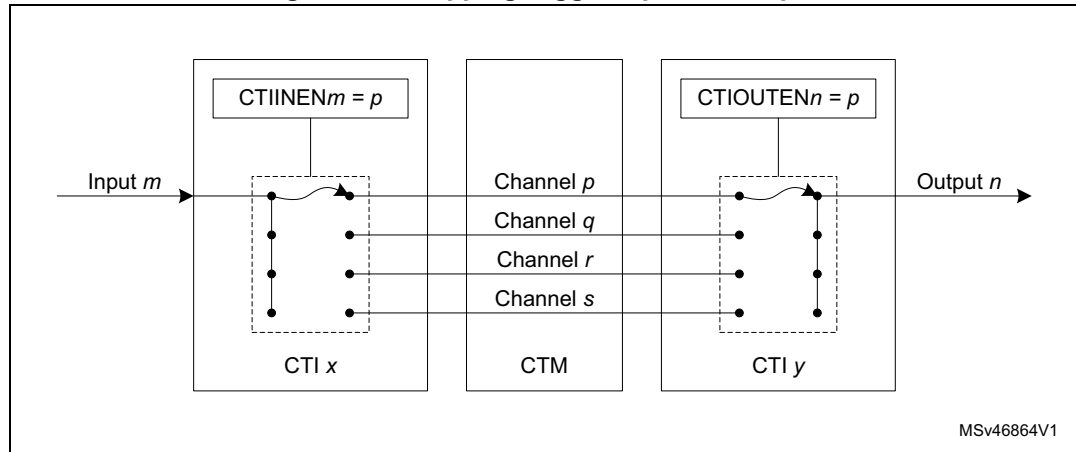 CTIINENm = p
CTIOUTENn = p
Input m
Channel p
Output n
Channel q
Channel r
Channel s
CTI x
CTM
CTI y
MSv46864V1